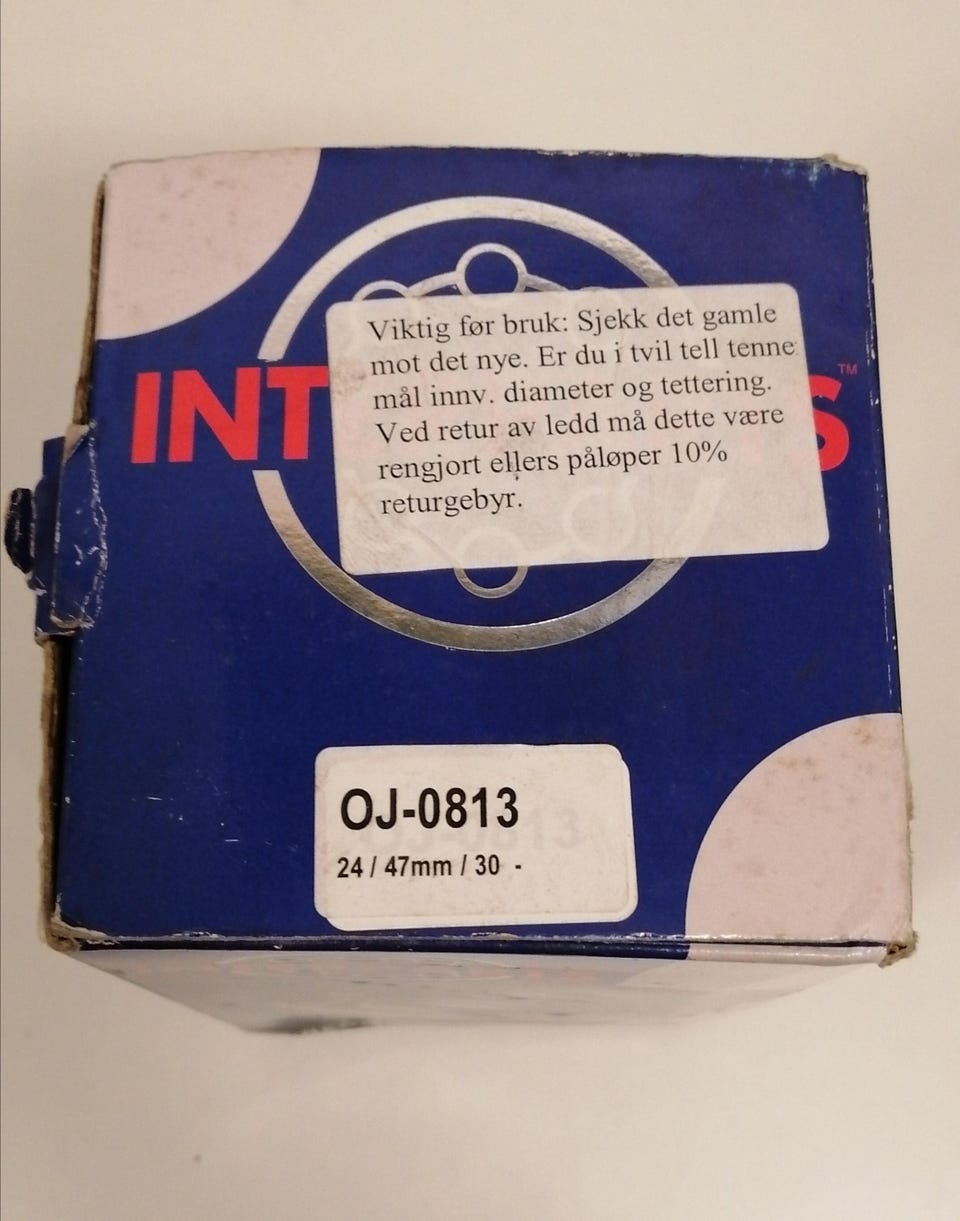 Viktig før bruk: Sjekk det gamle
mot det nye. Er du i tvil tell tenne
mål innv. diameter og tettering.
Ved retur av ledd må dette være
rengjort ellers påløper 10%
returgebyr.
TM
OJ-0813
24 / 47mm / 30 -